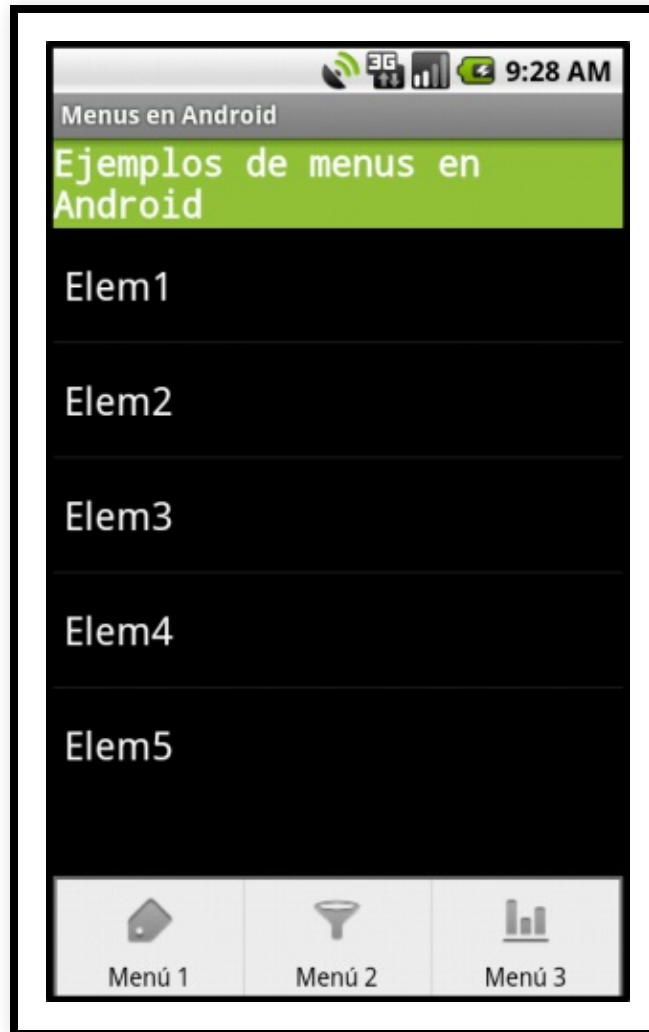 3G 9:28 AM
Menus en Android
Ejemplos de menus en
Android
Elem1
Elem2
Elem3
Elem4
Elem5
Menú 1 Menú 2 Menú 3